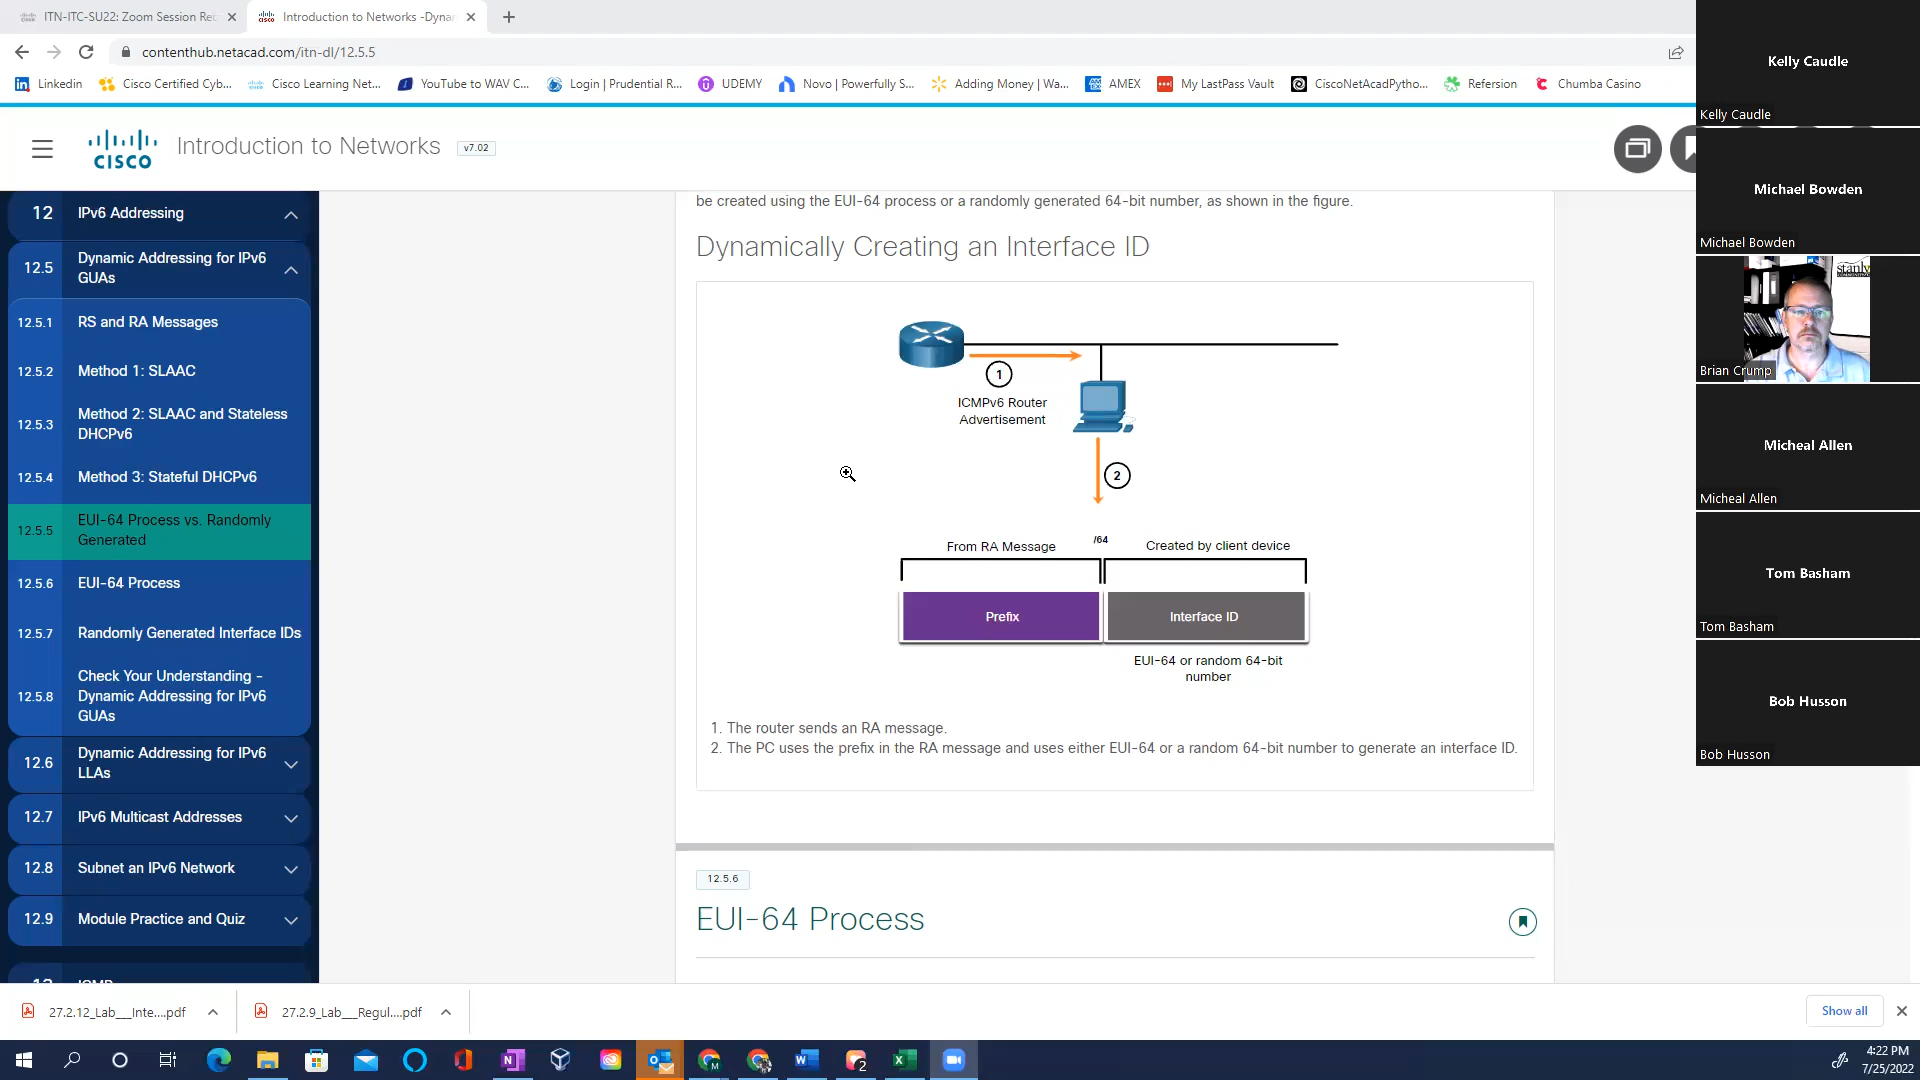 ITN-ITC-SU22: Zoom Session Rec
Introduction to Networks -Dynan
contenthub.netacad.com/itn-dl/12.5.5
Linkedin
Cisco Certified Cyb...
Cisco Learning Net...
YouTube to WAV C...
Login | Prudential R...
UDEMY
Novo | Powerfully S...
Adding Money | Wa...
AMEX
My LastPass Vault
CiscoNetAcadPytho...
Refersion
Chumba Casino
CISCO
Introduction to Networks
v7.02
12 IPv6 Addressing
12.5 Dynamic Addressing for IPv6
GUAs
12.5.1 RS and RA Messages
12.5.2 Method 1: SLAAC
12.5.3 Method 2: SLAAC and Stateless
DHCPv6
12.5.4 Method 3: Stateful DHCPv6
12.5.5 EUI-64 Process vs. Randomly
Generated
12.5.6 EUI-64 Process
12.5.7 Randomly Generated Interface IDs
12.5.8 Check Your Understanding -
Dynamic Addressing for IPv6
GUAs
12.6 Dynamic Addressing for IPv6
LLAs
12.7 IPv6 Multicast Addresses
12.8 Subnet an IPv6 Network
12.9 Module Practice and Quiz
be created using the EUI-64 process or a randomly generated 64-bit number, as shown in the figure.
Dynamically Creating an Interface ID
1
ICMPv6 Router
Advertisement
2
From RA Message
/64
Created by client device
Prefix
Interface ID
EUI-64 or random 64-bit
number
1. The router sends an RA message.
2. The PC uses the prefix in the RA message and uses either EUI-64 or a random 64-bit number to generate an interface ID.
12.5.6
EUI-64 Process
Kelly Caudle
Kelly Caudle
Michael Bowden
Michael Bowden
stanly
Brian Crump
Micheal Allen
Micheal Allen
Tom Basham
Tom Basham
Bob Husson
Bob Husson
27.2.12_Lab___Inte....pdf
27.2.9_Lab___Regul....pdf
Show all
2
4:22 PM
7/25/2022